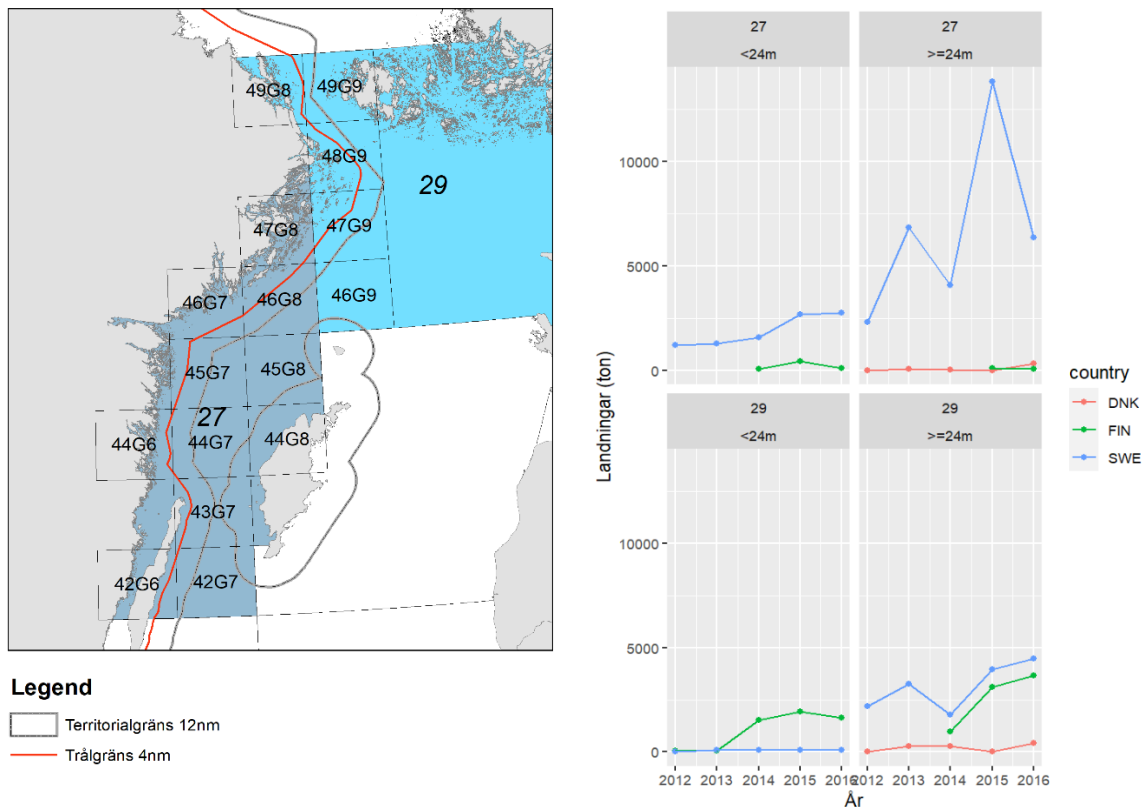 49G8
49G9
48G9
29
47G8
47G9
46G7
46G8
46G9
45G7
45G8
27
44G6
44G7
44G8
43G7
42G6
42G7
Legend
Territorialgräns 12nm
Trålgräns 4nm
27
<24m
27
>=24m
10000
5000
0
29
<24m
29
>=24m
10000
5000
0
2012 2013 2014 2015 2016
2012 2013 2014 2015 2016
År
Landningar (ton)
country
DNK
FIN
SWE